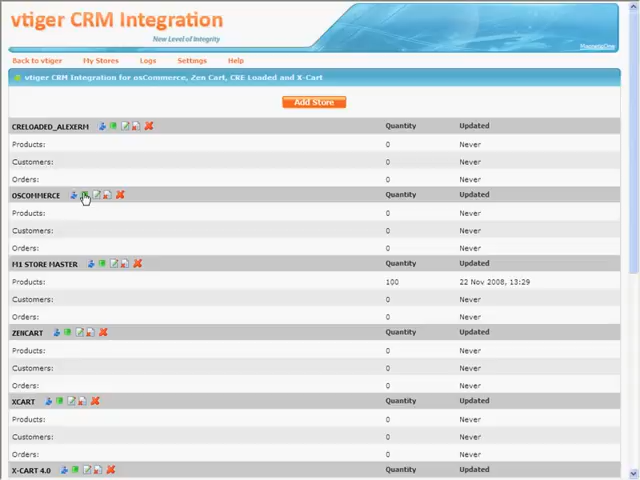 vtiger CRM Integration
New Level of Integrity
MagneticOne
Back to vtiger My Stores Logs Settings Help
vtiger CRM Integration for osCommerce, Zen Cart, CRE Loaded and X-Cart
Add Store
CRELOADED_ALEXERM Quantity Updated
Products: 0 Never
Customers: 0 Never
Orders: 0 Never
OSCOMMERCE Quantity Updated
Products: 0 Never
Customers: 0 Never
Orders: 0 Never
M1 STORE MASTER Quantity Updated
Products: 100 22 Nov 2008, 13:29
Customers: 0 Never
Orders: 0 Never
ZENCART Quantity Updated
Products: 0 Never
Customers: 0 Never
Orders: 0 Never
XCART Quantity Updated
Products: 0 Never
Customers: 0 Never
Orders: 0 Never
X-CART 4.0 Quantity Updated